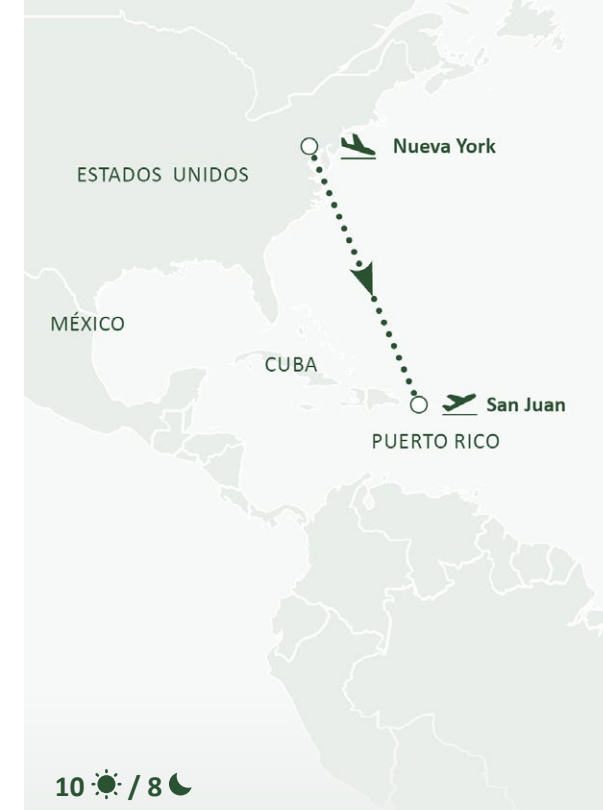 Nueva York
ESTADOS UNIDOS
MÉXICO
CUBA
San Juan
PUERTO RICO
10 / 8